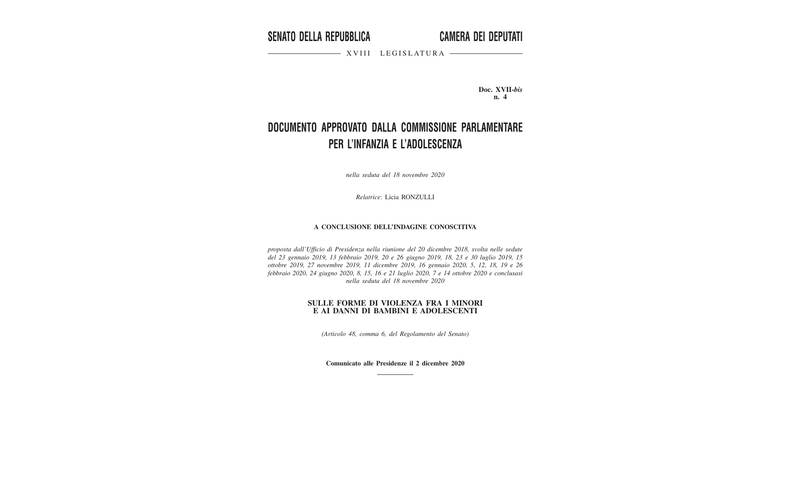 SENATO DELLA REPUBBLICA CAMERA DEI DEPUTATI
XVIII LEGISLATURA
Doc. XVII-bis
n. 4
DOCUMENTO APPROVATO DALLA COMMISSIONE PARLAMENTARE
PER L'INFANZIA E L'ADOLESCENZA
nella seduta del 18 novembre 2020
Relatrice: Licia RONZULLI
A CONCLUSIONE DELL'INDAGINE CONOSCITIVA
proposta dall'Ufficio di Presidenza nella riunione del 20 dicembre 2018, svolta nelle sedute
del 23 gennaio 2019, 13 febbraio 2019, 20 e 26 giugno 2019, 18, 23 e 30 luglio 2019, 15
ottobre 2019, 27 novembre 2019, 11 dicembre 2019, 16 gennaio 2020, 5, 12, 18, 19 e 26
febbraio 2020, 24 giugno 2020, 8, 15, 16 e 21 luglio 2020, 7 e 14 ottobre 2020 e conclusasi
nella seduta del 18 novembre 2020
SULLE FORME DI VIOLENZA FRA I MINORI
E AI DANNI DI BAMBINI E ADOLESCENTI
(Articolo 48, comma 6, del Regolamento del Senato)
Comunicato alle Presidenze il 2 dicembre 2020